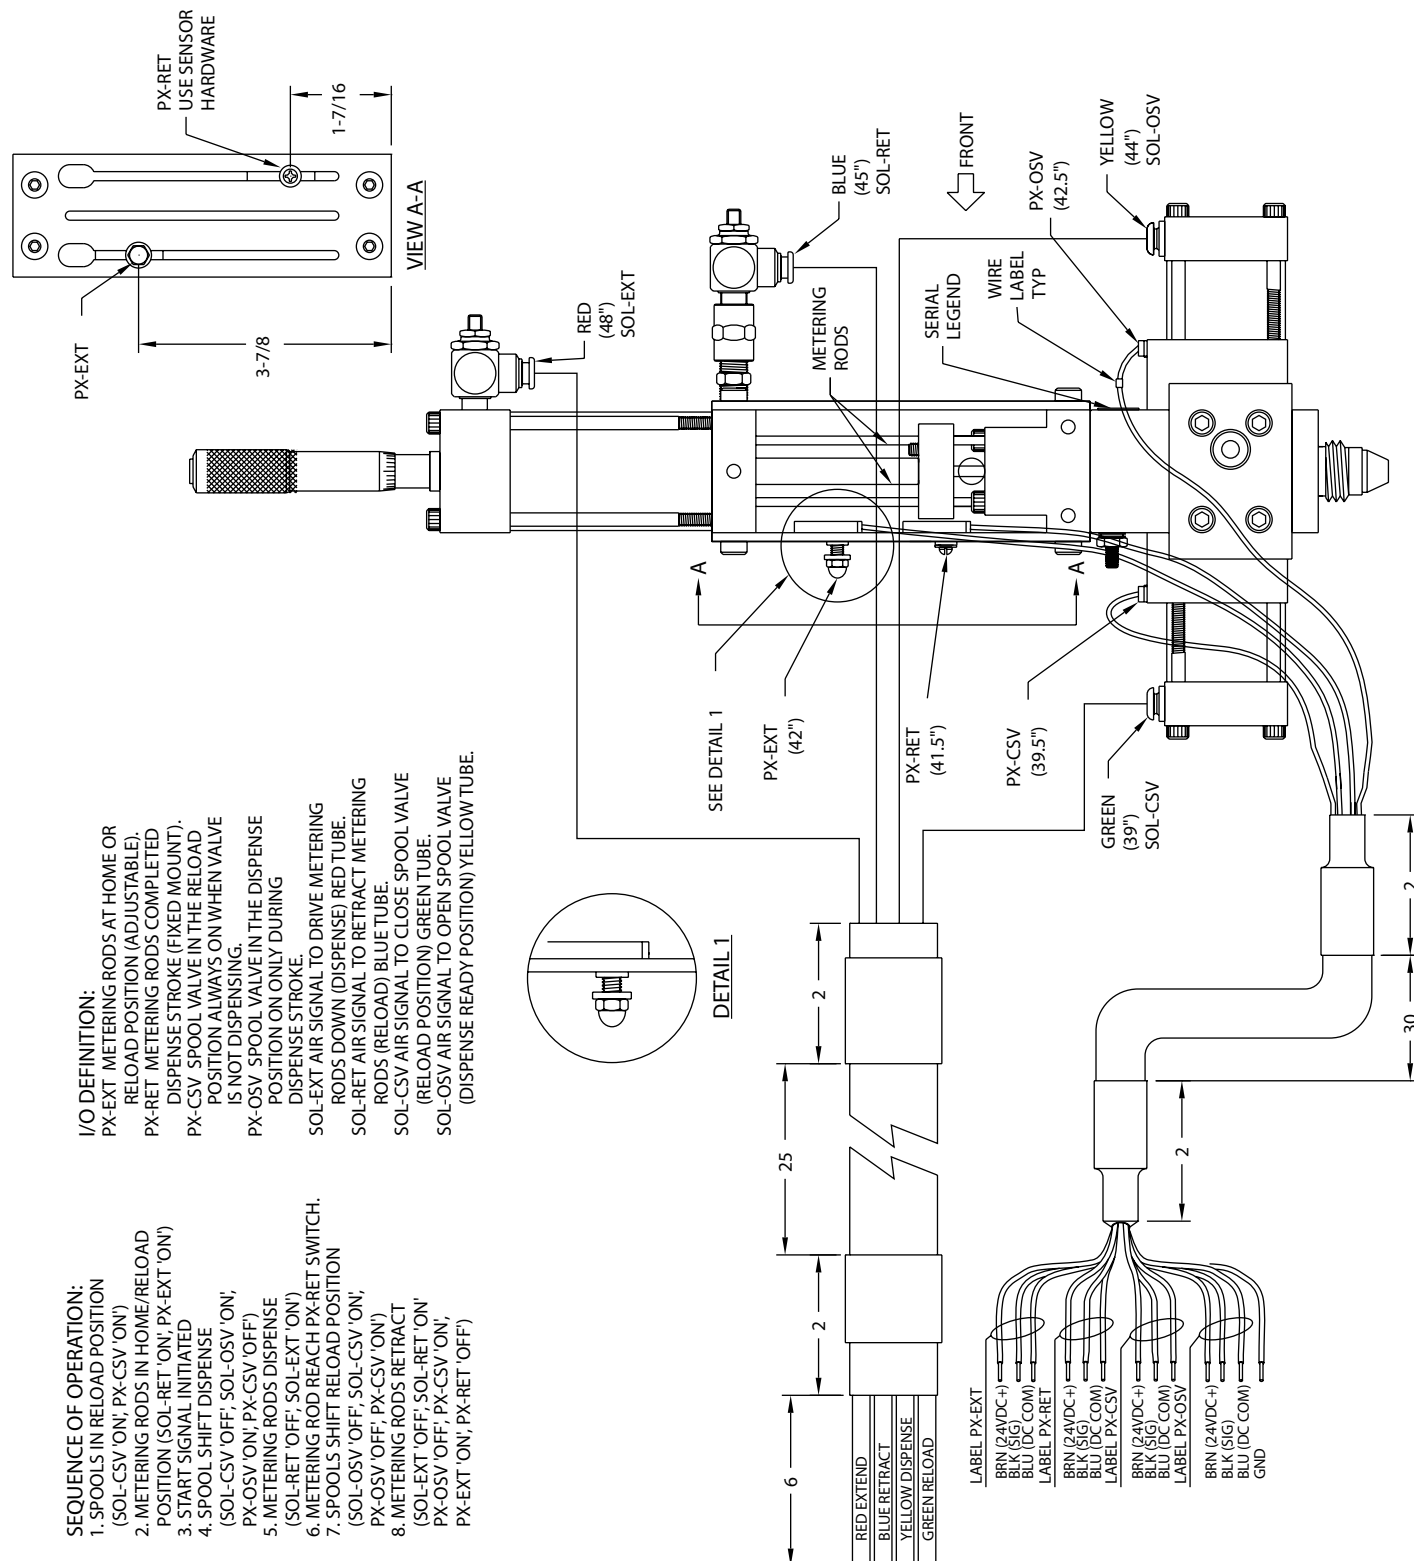 SEQUENCE OF OPERATION:
1. SPOOLS IN RELOAD POSITION
(SOL-CSV 'ON', PX-CSV 'ON')
2. METERING RODS IN HOME/RELOAD
POSITION (SOL-RET 'ON', PX-EXT 'ON')
3. START SIGNAL INITIATED
4. SPOOL SHIFT DISPENSE
(SOL-CSV 'OFF', SOL-OSV 'ON',
PX-OSV 'ON', PX-CSV 'OFF')
5. METERING RODS DISPENSE
(SOL-RET 'OFF', SOL-EXT 'ON')
6. METERING ROD REACH PX-RET SWITCH.
7. SPOOLS SHIFT RELOAD POSITION
(SOL-OSV 'OFF', SOL-CSV 'ON',
PX-OSV 'OFF', PX-CSV 'ON')
8. METERING RODS RETRACT
(SOL-EXT 'OFF', SOL-RET 'ON
PX-OSV 'OFF', PX-CSV 'ON',
PX-EXT 'ON', PX-RET 'OFF')
I/O DEFINITION:
PX-EXT METERING RODS AT HOME OR
RELOAD POSITION (ADJUSTABLE).
PX-RET METERING RODS COMPLETED
DISPENSE STROKE (FIXED MOUNT).
PX-CSV SPOOL VALVE IN THE RELOAD
POSITION ALWAYS ON WHEN VALVE
IS NOT DISPENSING.
PX-OSV SPOOL VALVE IN THE DISPENSE
POSITION ON ONLY DURING
DISPENSE STROKE.
SOL-EXT AIR SIGNAL TO DRIVE METERING
RODS DOWN (DISPENSE) RED TUBE.
SOL-RET AIR SIGNAL TO RETRACT METERING
RODS (RELOAD) BLUE TUBE.
SOL-CSV AIR SIGNAL TO CLOSE SPOOL VALVE
(RELOAD POSITION) GREEN TUBE.
SOL-OSV AIR SIGNAL TO OPEN SPOOL VALVE
(DISPENSE READY POSITION) YELLOW TUBE.
PX-EXT
3-7/8
PX-RET
USE SENSOR
HARDWARE
1-7/16
VIEW A-A
RED
(48")
SOL-EXT
BLUE
(45")
SOL-RET
METERING
RODS
FRONT
SERIAL
LEGEND
WIRE
LABEL
TYP
PX-OSV
(42.5")
YELLOW
(44")
SOL-OSV
A
A
SEE DETAIL 1
PX-EXT
(42")
PX-RET
(41.5")
PX-CSV
(39.5")
GREEN
(39")
SOL-CSV
DETAIL 1
6
2
25
2
RED EXTEND
BLUE RETRACT
YELLOW DISPENSE
GREEN RELOAD
2
30
2
LABEL PX-EXT
BRN (24VDC+)
BLK (SIG)
BLU (DC COM)
LABEL PX-RET
BRN (24VDC+)
BLK (SIG)
BLU (DC COM)
LABEL PX-CSV
BRN (24VDC+)
BLK (SIG)
BLU (DC COM)
LABEL PX-OSV
BRN (24VDC+)
BLK (SIG)
BLU (DC COM)
GND